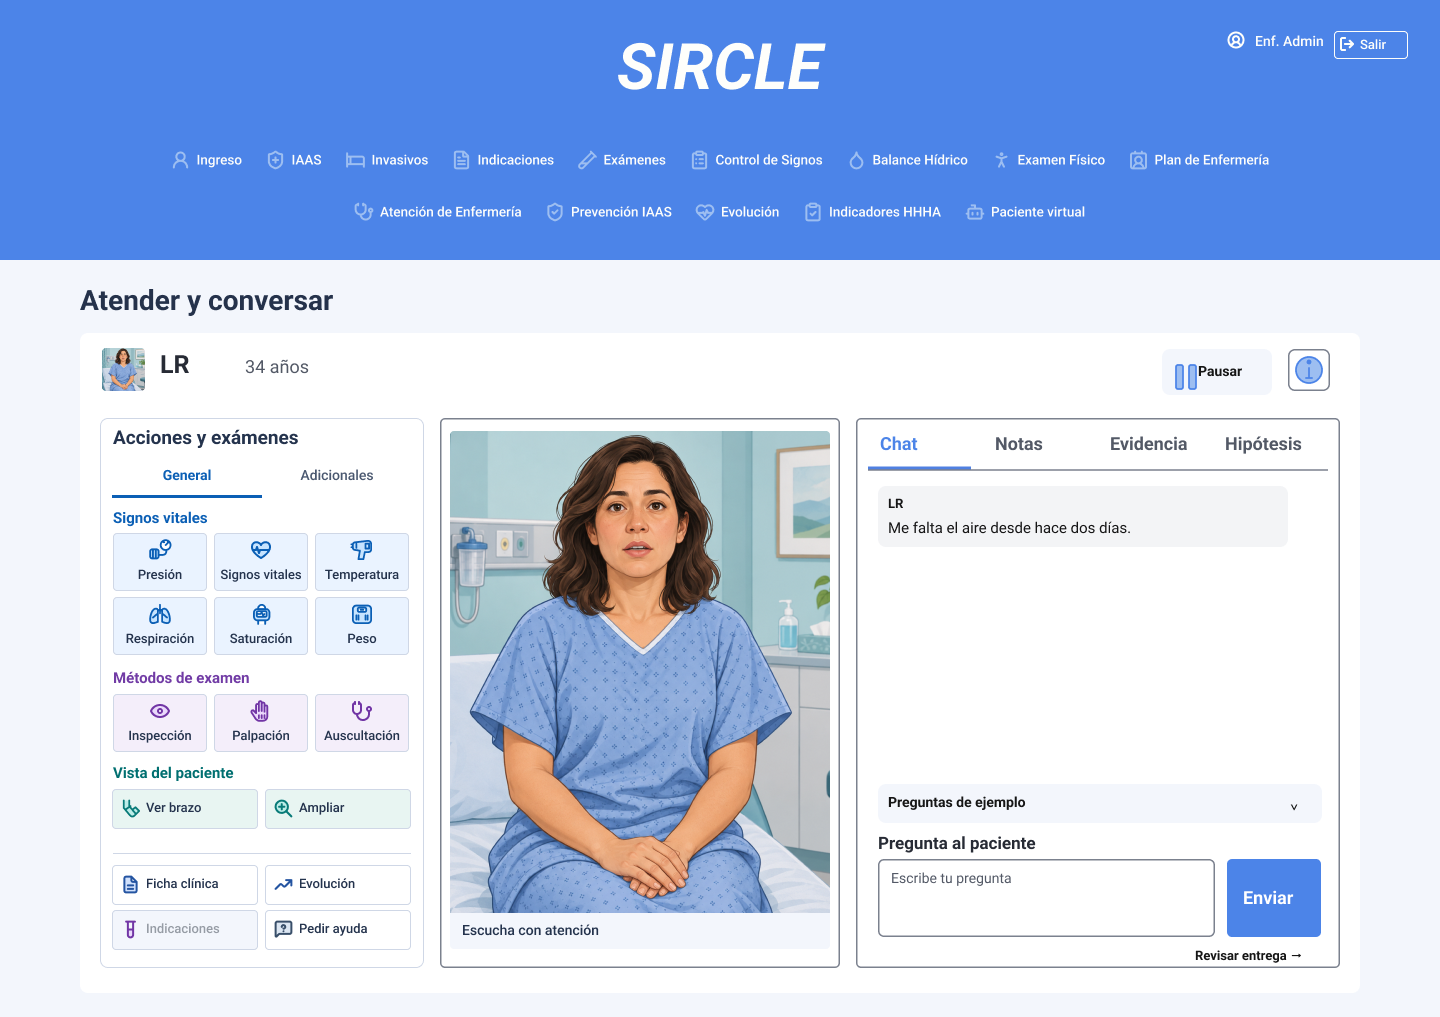 SIRCLE
Enf. Admin
Salir
Ingreso
IAAS
Invasivos
Indicaciones
Exámenes
Control de Signos
Balance Hídrico
Examen Físico
Plan de Enfermería
Atención de Enfermería
Prevención IAAS
Evolución
Indicadores HHHA
Paciente virtual
Atender y conversar
LR
34 años
Pausar
Acciones y exámenes
General
Adicionales
Signos vitales
Presión
Signos vitales
Temperatura
Respiración
Saturación
Peso
Métodos de examen
Inspección
Palpación
Auscultación
Vista del paciente
Ver brazo
Ampliar
Ficha clínica
Evolución
Indicaciones
Pedir ayuda
Escucha con atención
Chat
Notas
Evidencia
Hipótesis
LR
Me falta el aire desde hace dos días.
Preguntas de ejemplo
Pregunta al paciente
Escribe tu pregunta
Enviar
Revisar entrega →